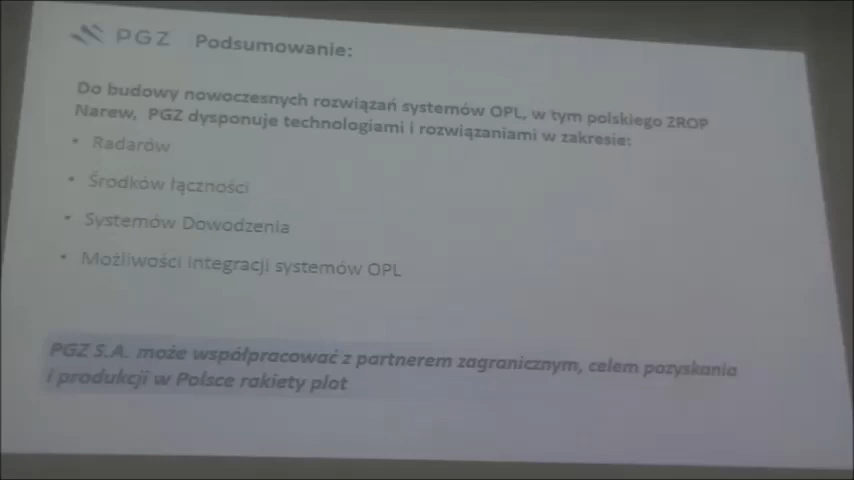 PGZ Podsumowanie:
Do budowy nowoczesnych rozwiązań systemów OPL, w tym polskiego ZROP
Narew, PGZ dysponuje technologiami i rozwiązaniami w zakresie:
• Radarów
• Środków łączności
• Systemów Dowodzenia
• Możliwości integracji systemów OPL
PGZ S.A. może współpracować z partnerem zagranicznym, celem pozyskania
i produkcji w Polsce rakiety plot